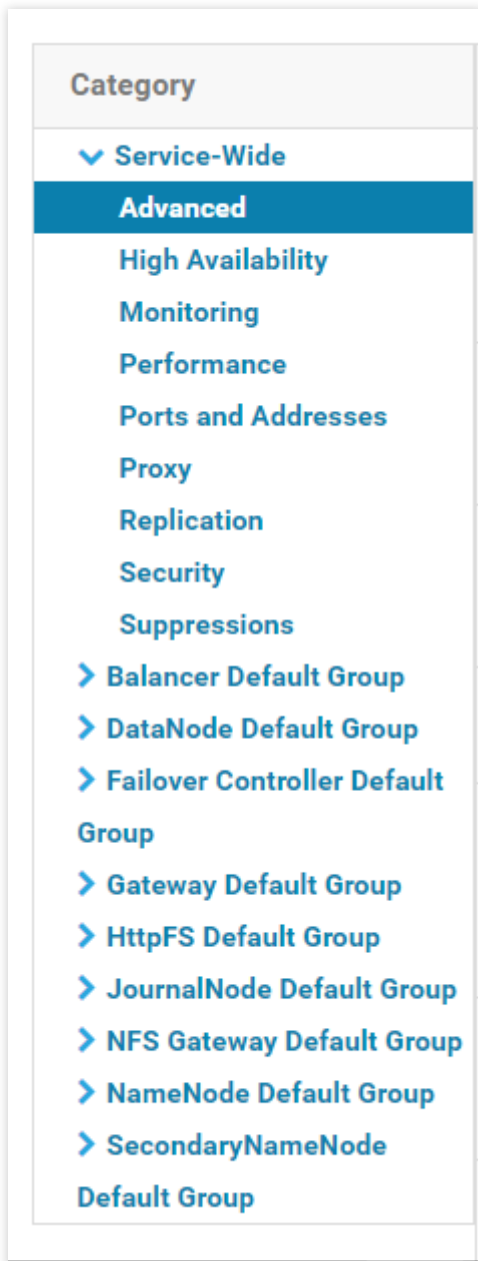 Category
Service-Wide
Advanced
High Availability
Monitoring
Performance
Ports and Addresses
Proxy
Replication
Security
Suppressions
Balancer Default Group
DataNode Default Group
Failover Controller Default
Group
Gateway Default Group
HttpFS Default Group
JournalNode Default Group
NFS Gateway Default Group
NameNode Default Group
SecondaryNameNode
Default Group